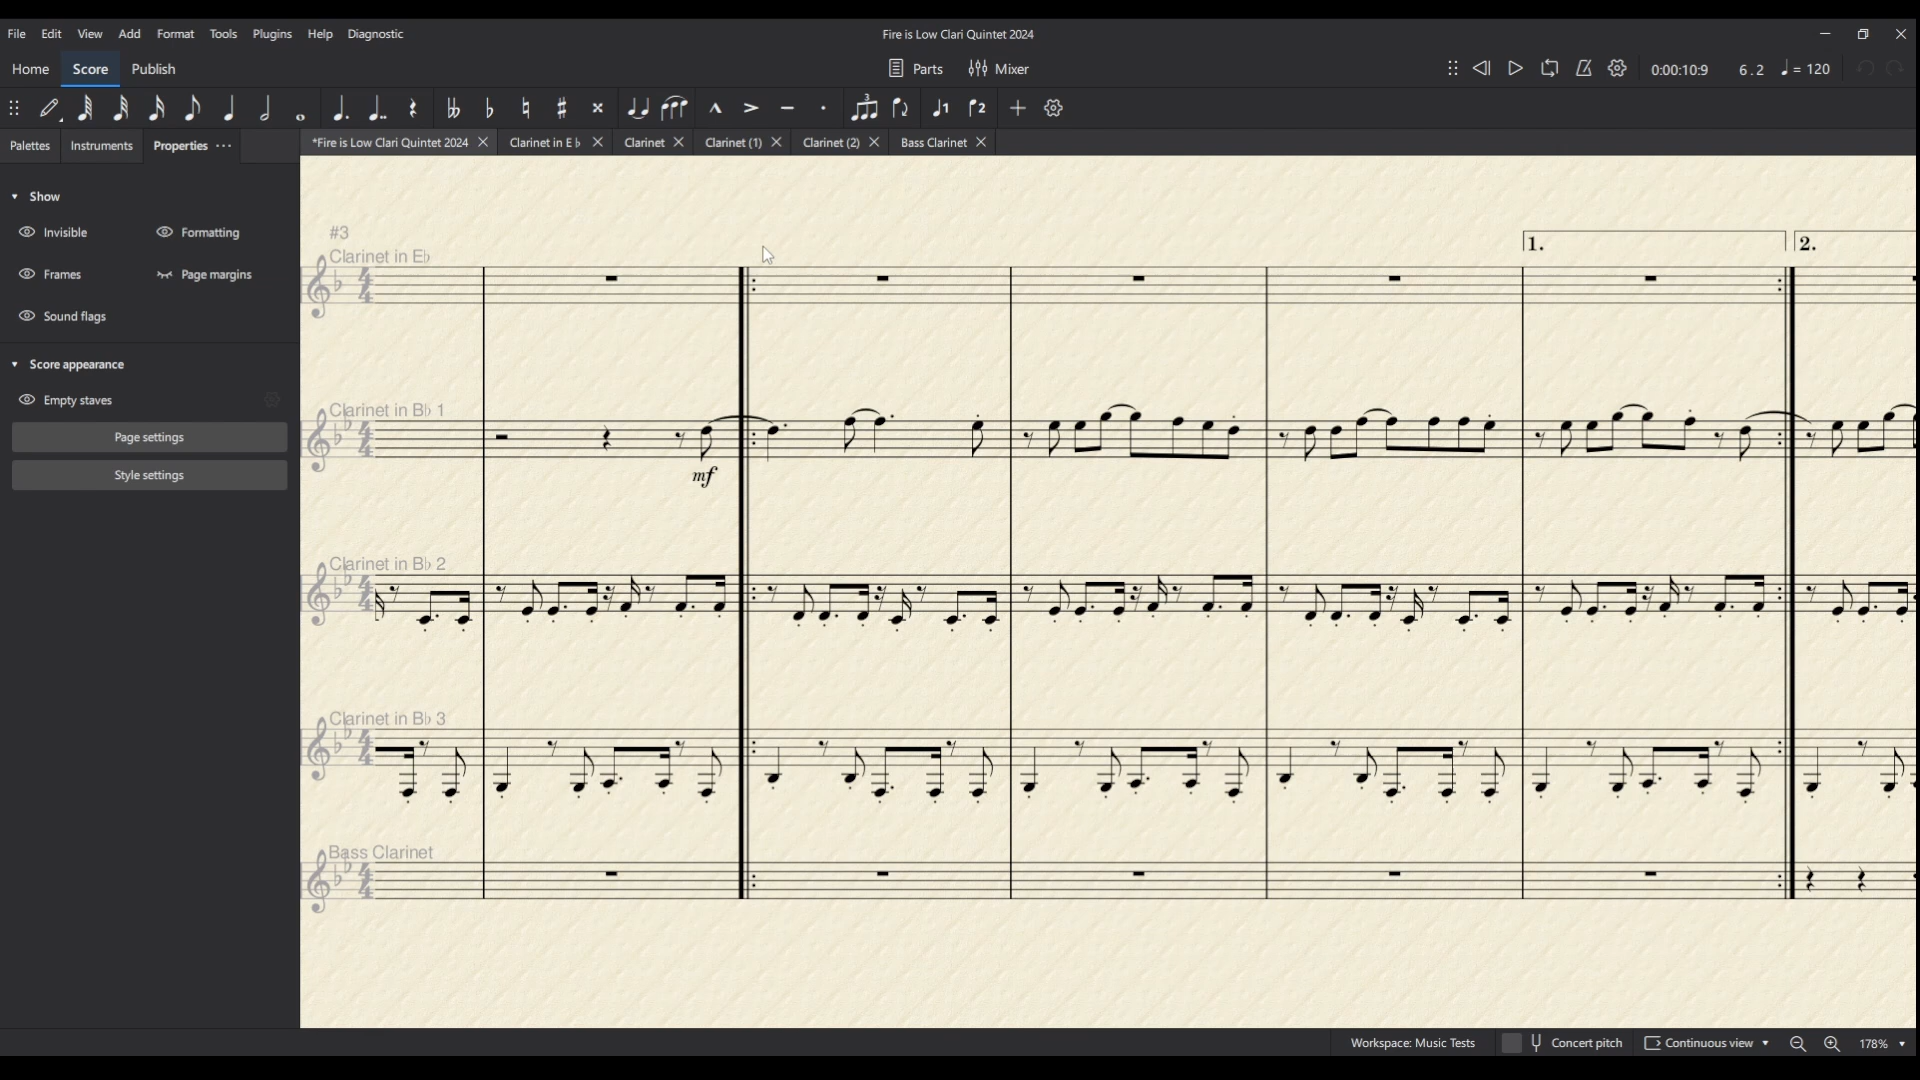 File Edit View Add Format Tools Plugins Help Diagnostic
Fire is Low Clari Quintet 2024
Home Score Publish
Parts Mixer
0:00:10:9 6.2 = 120
Palettes Instruments Properties ···
*Fire is Low Clari Quintet 2024 Clarinet in E♭ Clarinet Clarinet (1) Clarinet (2) Bass Clarinet
Show
Invisible Formatting
Frames Page margins
Sound flags
Score appearance
Empty staves
Page settings
Style settings
#3
Clarinet in E♭
1. 2.
Clarinet in B♭ 1
mf
Clarinet in B♭ 2
Clarinet in B♭ 3
Bass Clarinet
Workspace: Music Tests Concert pitch Continuous view 178%